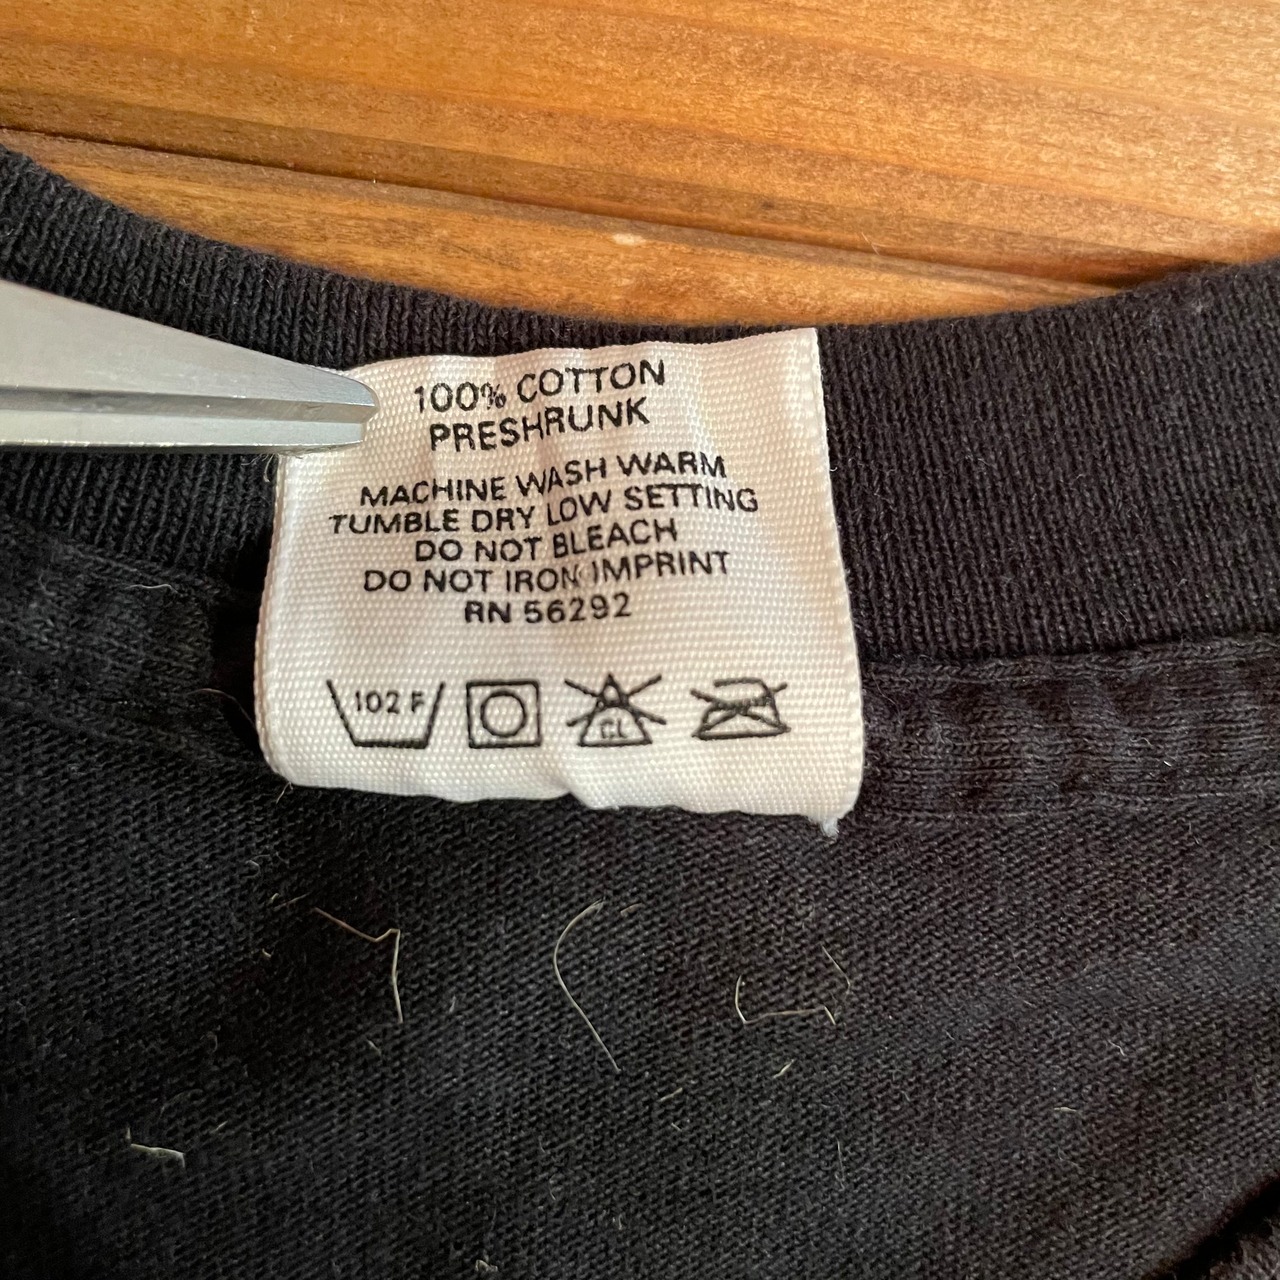 100% COTTON
PRESHRUNK
MACHINE WASH WARM
TUMBLE DRY LOW SETTING
DO NOT BLEACH
DO NOT IRON IMPRINT
RN 56292
102 F CL